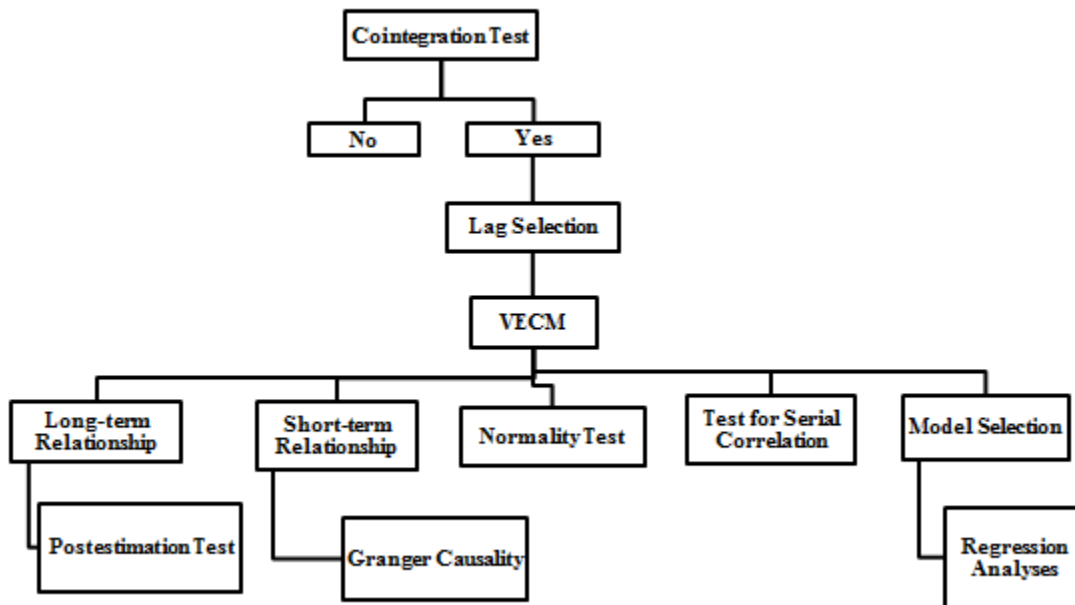 Cointegration Test
No
Yes
Lag Selection
VECM
Long-term
Relationship
Short-term
Relationship
Normality Test
Test for Serial
Correlation
Model Selection
Postestimation Test
Granger Causality
Regression
Analyses